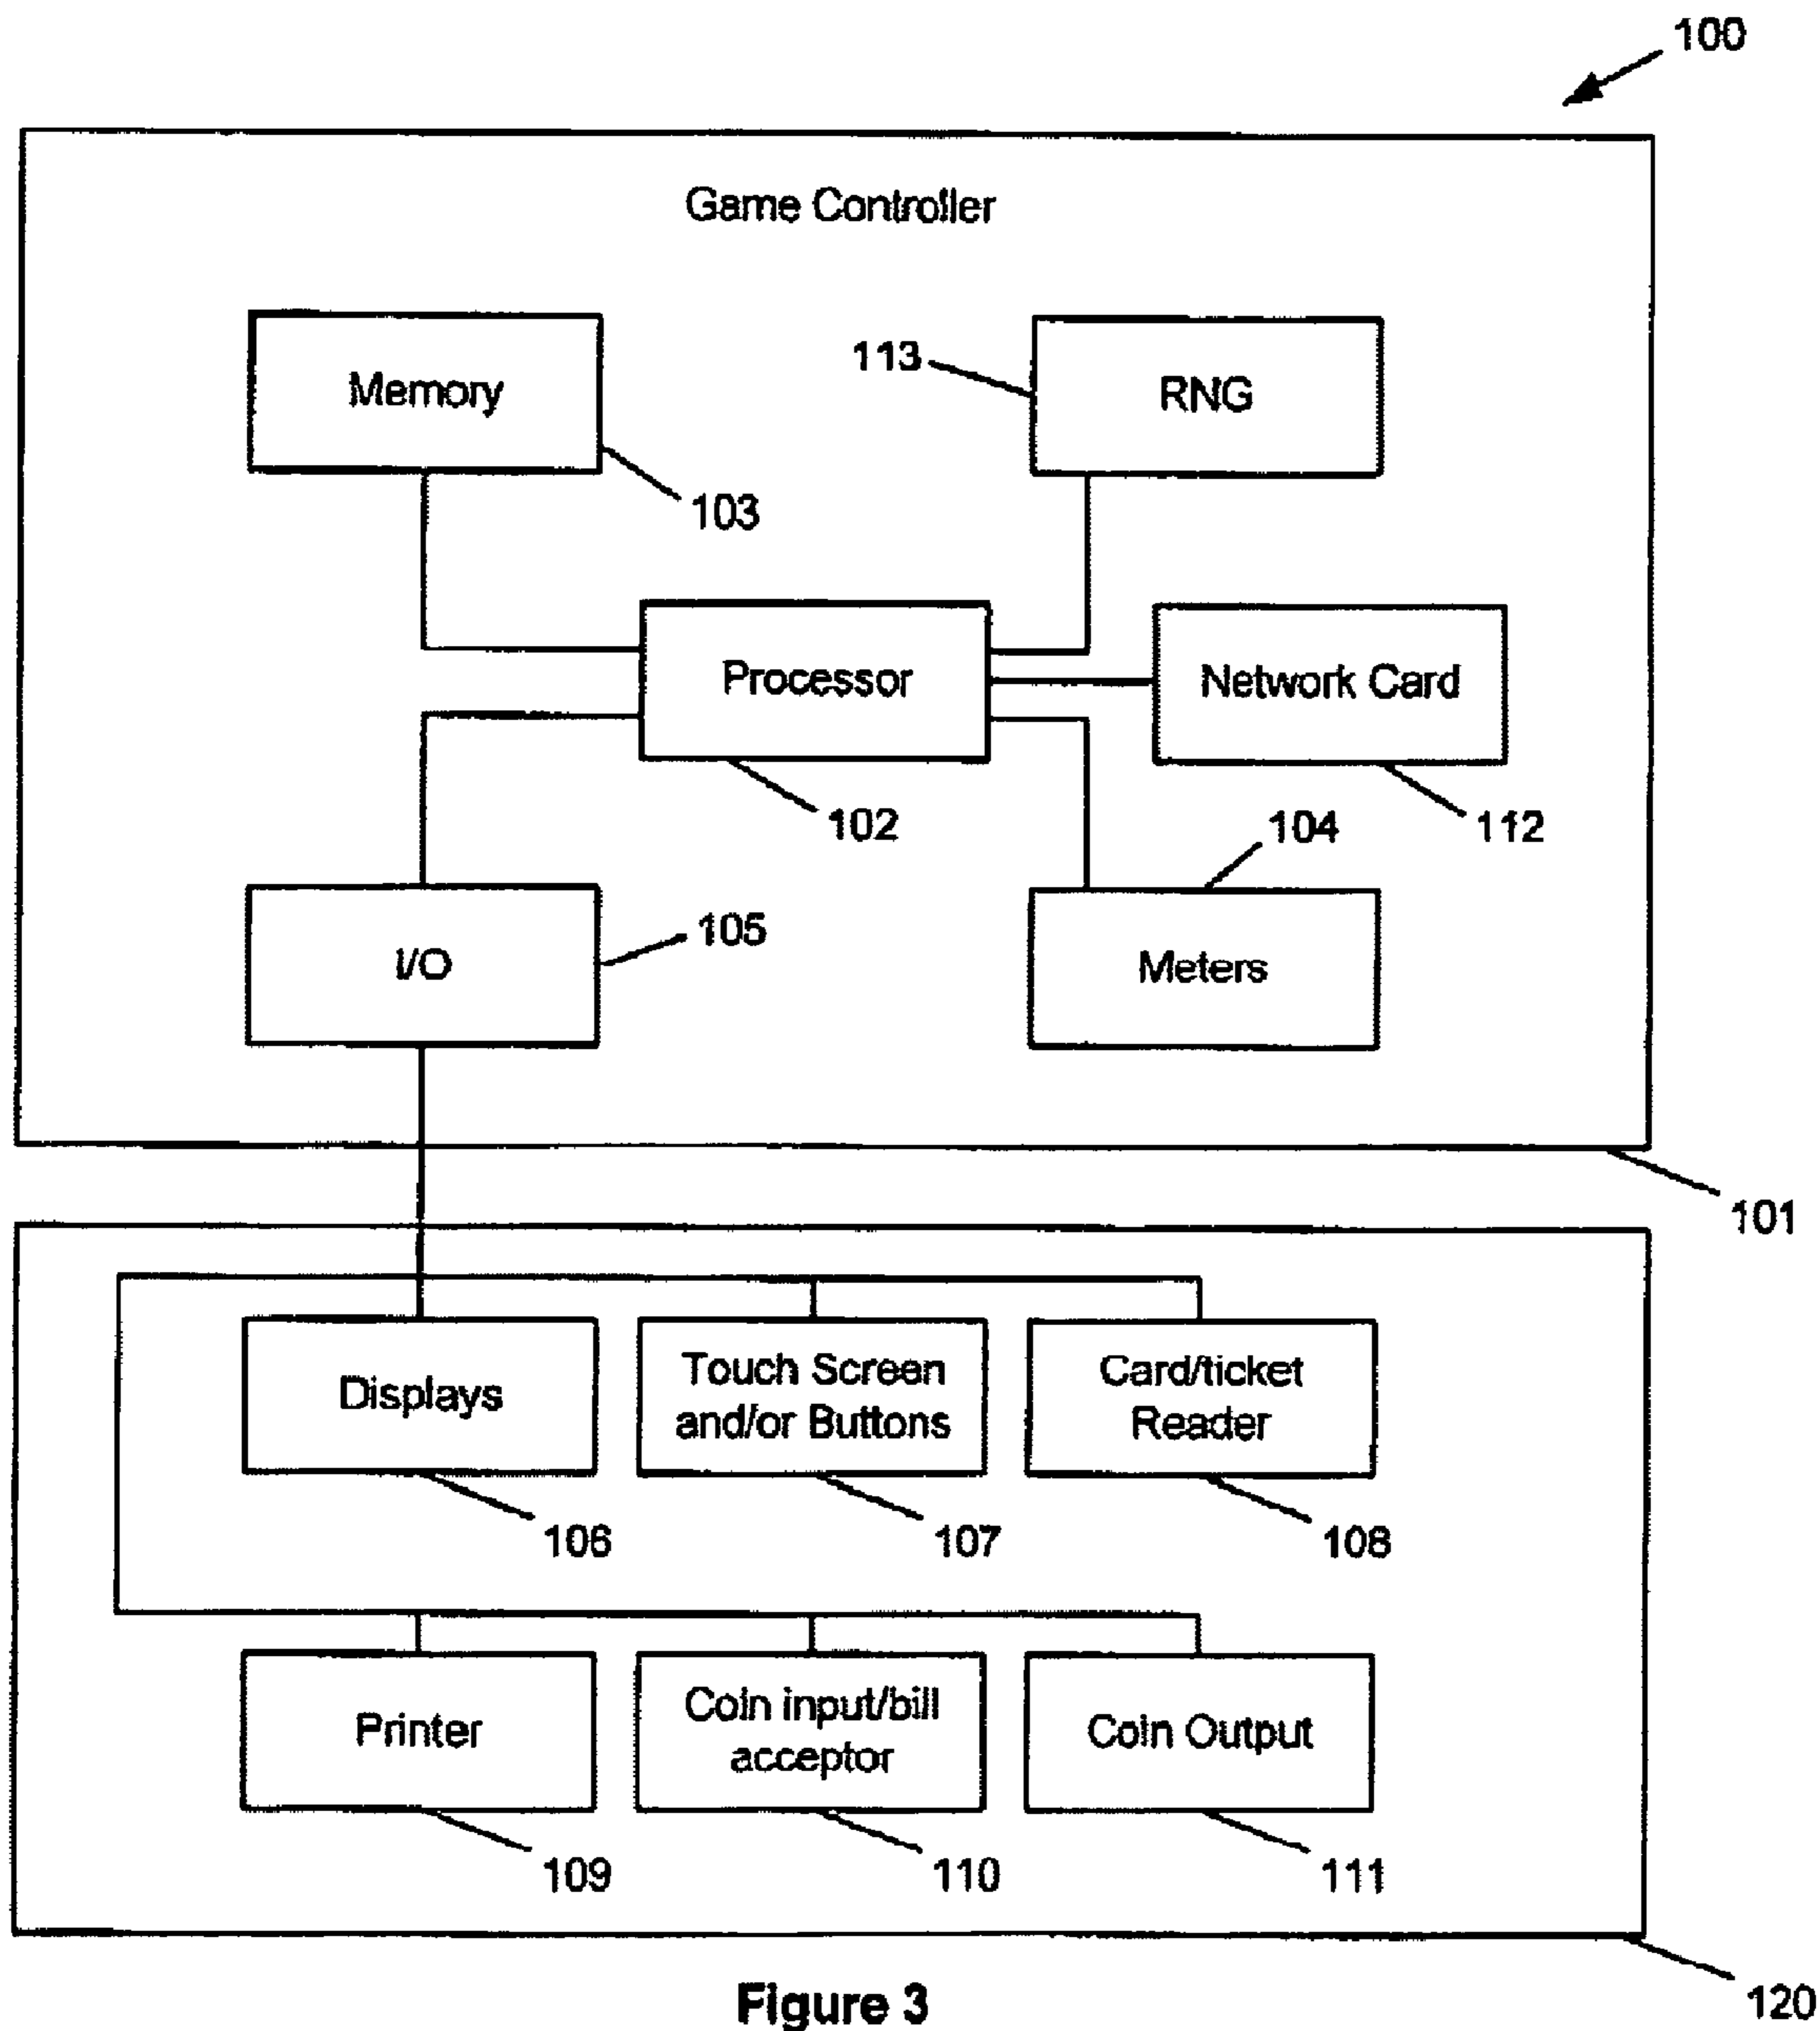 100
Game Controller
Memory
113
RNG
103
Processor
Network Card
102
104
112
I/O
105
Meters
101
Displays
Touch Screen
and/or Buttons
Card/ticket
Reader
106
107
108
Printer
Coin input/bill
acceptor
Coin Output
109
110
111
120
Figure 3